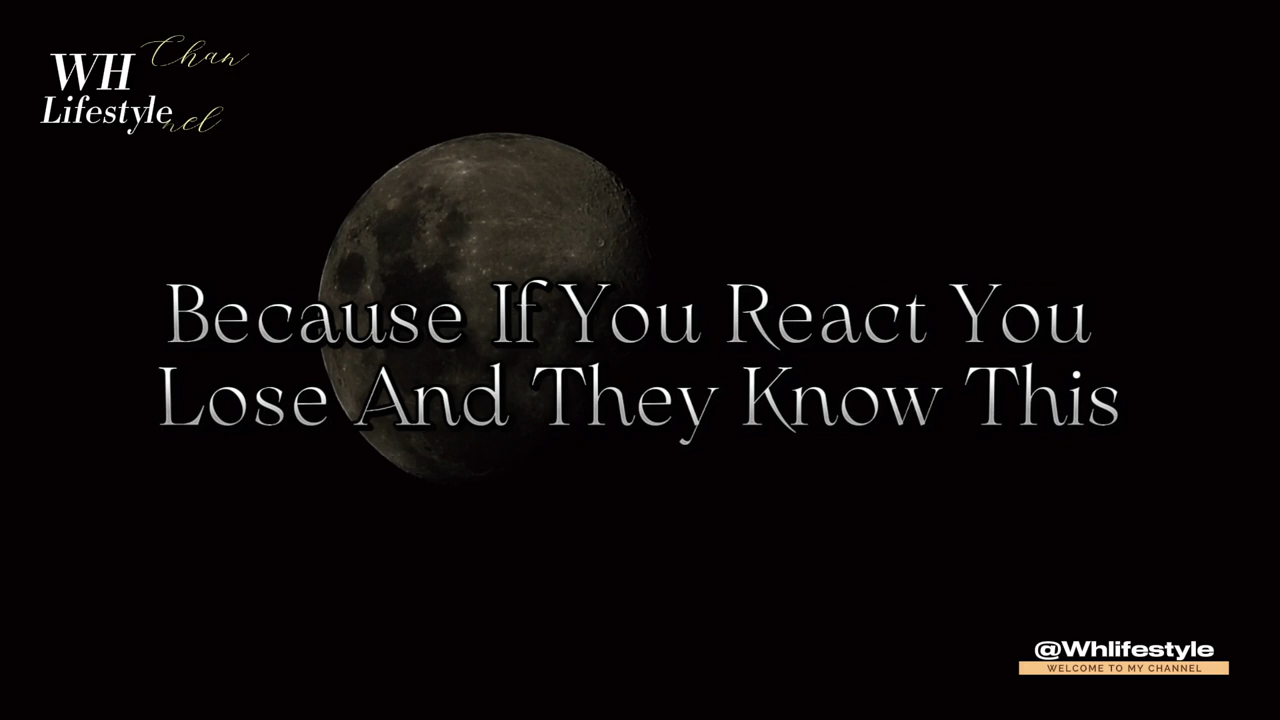 WH Chan
Lifestyle nel
Because If You React You
Lose And They Know This
@Whlifestyle
WELCOME TO MY CHANNEL